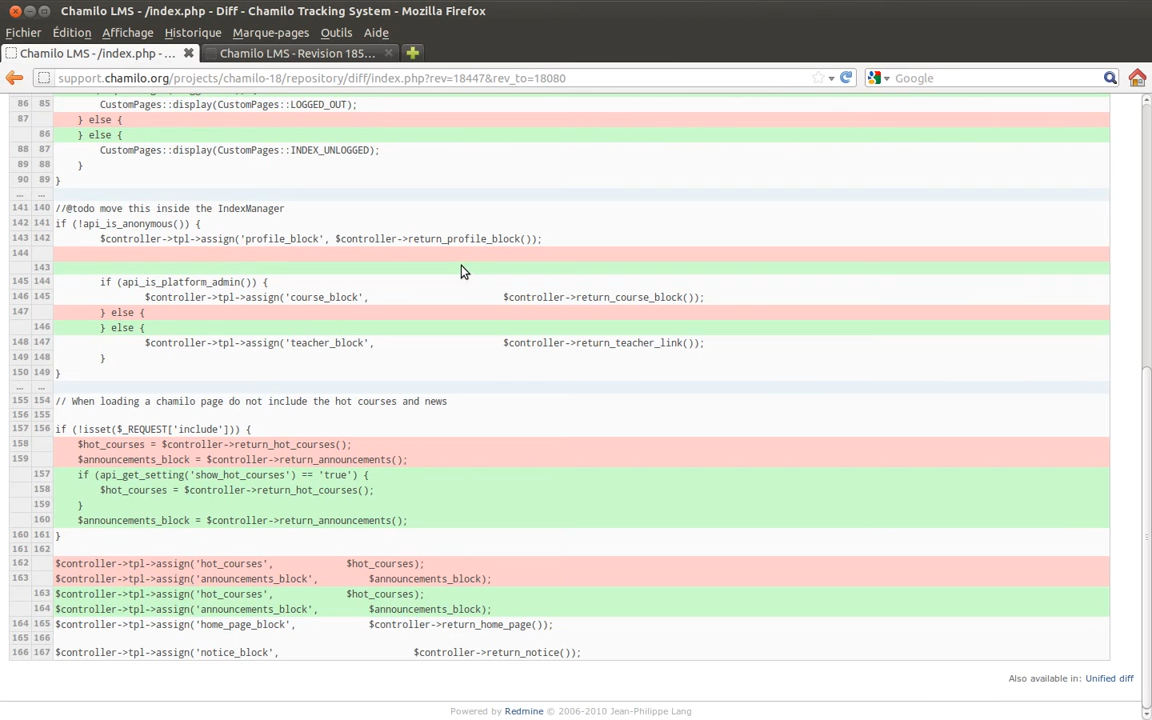 Chamilo LMS - /index.php - Diff - Chamilo Tracking System - Mozilla Firefox
Fichier Édition Affichage Historique Marque-pages Outils Aide
Chamilo LMS - /index.php - ... Chamilo LMS - Revision 185...
support.chamilo.org/projects/chamilo-18/repository/diff/index.php?rev=18447&rev_to=18080 Google
86 85 CustomPages::display(CustomPages::LOGGED_OUT);
87 } else {
86 } else {
88 87 CustomPages::display(CustomPages::INDEX_UNLOGGED);
89 88 }
90 89 }
... ...
141 140 //@todo move this inside the IndexManager
142 141 if (!api_is_anonymous()) {
143 142 $controller->tpl->assign('profile_block', $controller->return_profile_block());
144
143
145 144 if (api_is_platform_admin()) {
146 145 $controller->tpl->assign('course_block', $controller->return_course_block());
147 } else {
146 } else {
148 147 $controller->tpl->assign('teacher_block', $controller->return_teacher_link());
149 148 }
150 149 }
... ...
155 154 // When loading a chamilo page do not include the hot courses and news
156 155
157 156 if (!isset($_REQUEST['include'])) {
158 $hot_courses = $controller->return_hot_courses();
159 $announcements_block = $controller->return_announcements();
157 if (api_get_setting('show_hot_courses') == 'true') {
158 $hot_courses = $controller->return_hot_courses();
159 }
160 $announcements_block = $controller->return_announcements();
160 161 }
161 162
162 $controller->tpl->assign('hot_courses', $hot_courses);
163 $controller->tpl->assign('announcements_block', $announcements_block);
163 $controller->tpl->assign('hot_courses', $hot_courses);
164 $controller->tpl->assign('announcements_block', $announcements_block);
164 165 $controller->tpl->assign('home_page_block', $controller->return_home_page());
165 166
166 167 $controller->tpl->assign('notice_block', $controller->return_notice());
Also available in: Unified diff
Powered by Redmine © 2006-2010 Jean-Philippe Lang